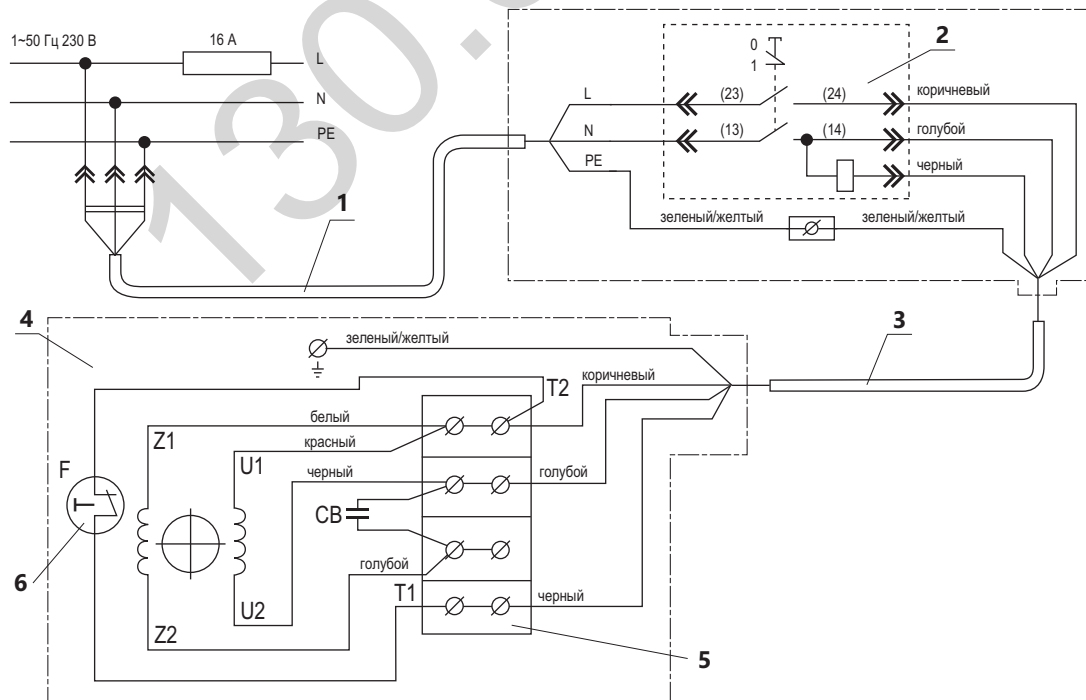 130.
1~50 Гц 230 В
16 А
L
N
PE
1
0
1
2
L
(23)
(24)
коричневый
N
(13)
(14)
голубой
PE
черный
зеленый/желтый
зеленый/желтый
4
3
зеленый/желтый
коричневый
T2
белый
Z1
красный
F
U1
черный
голубой
CB
6
голубой
T1
черный
U2
Z2
5